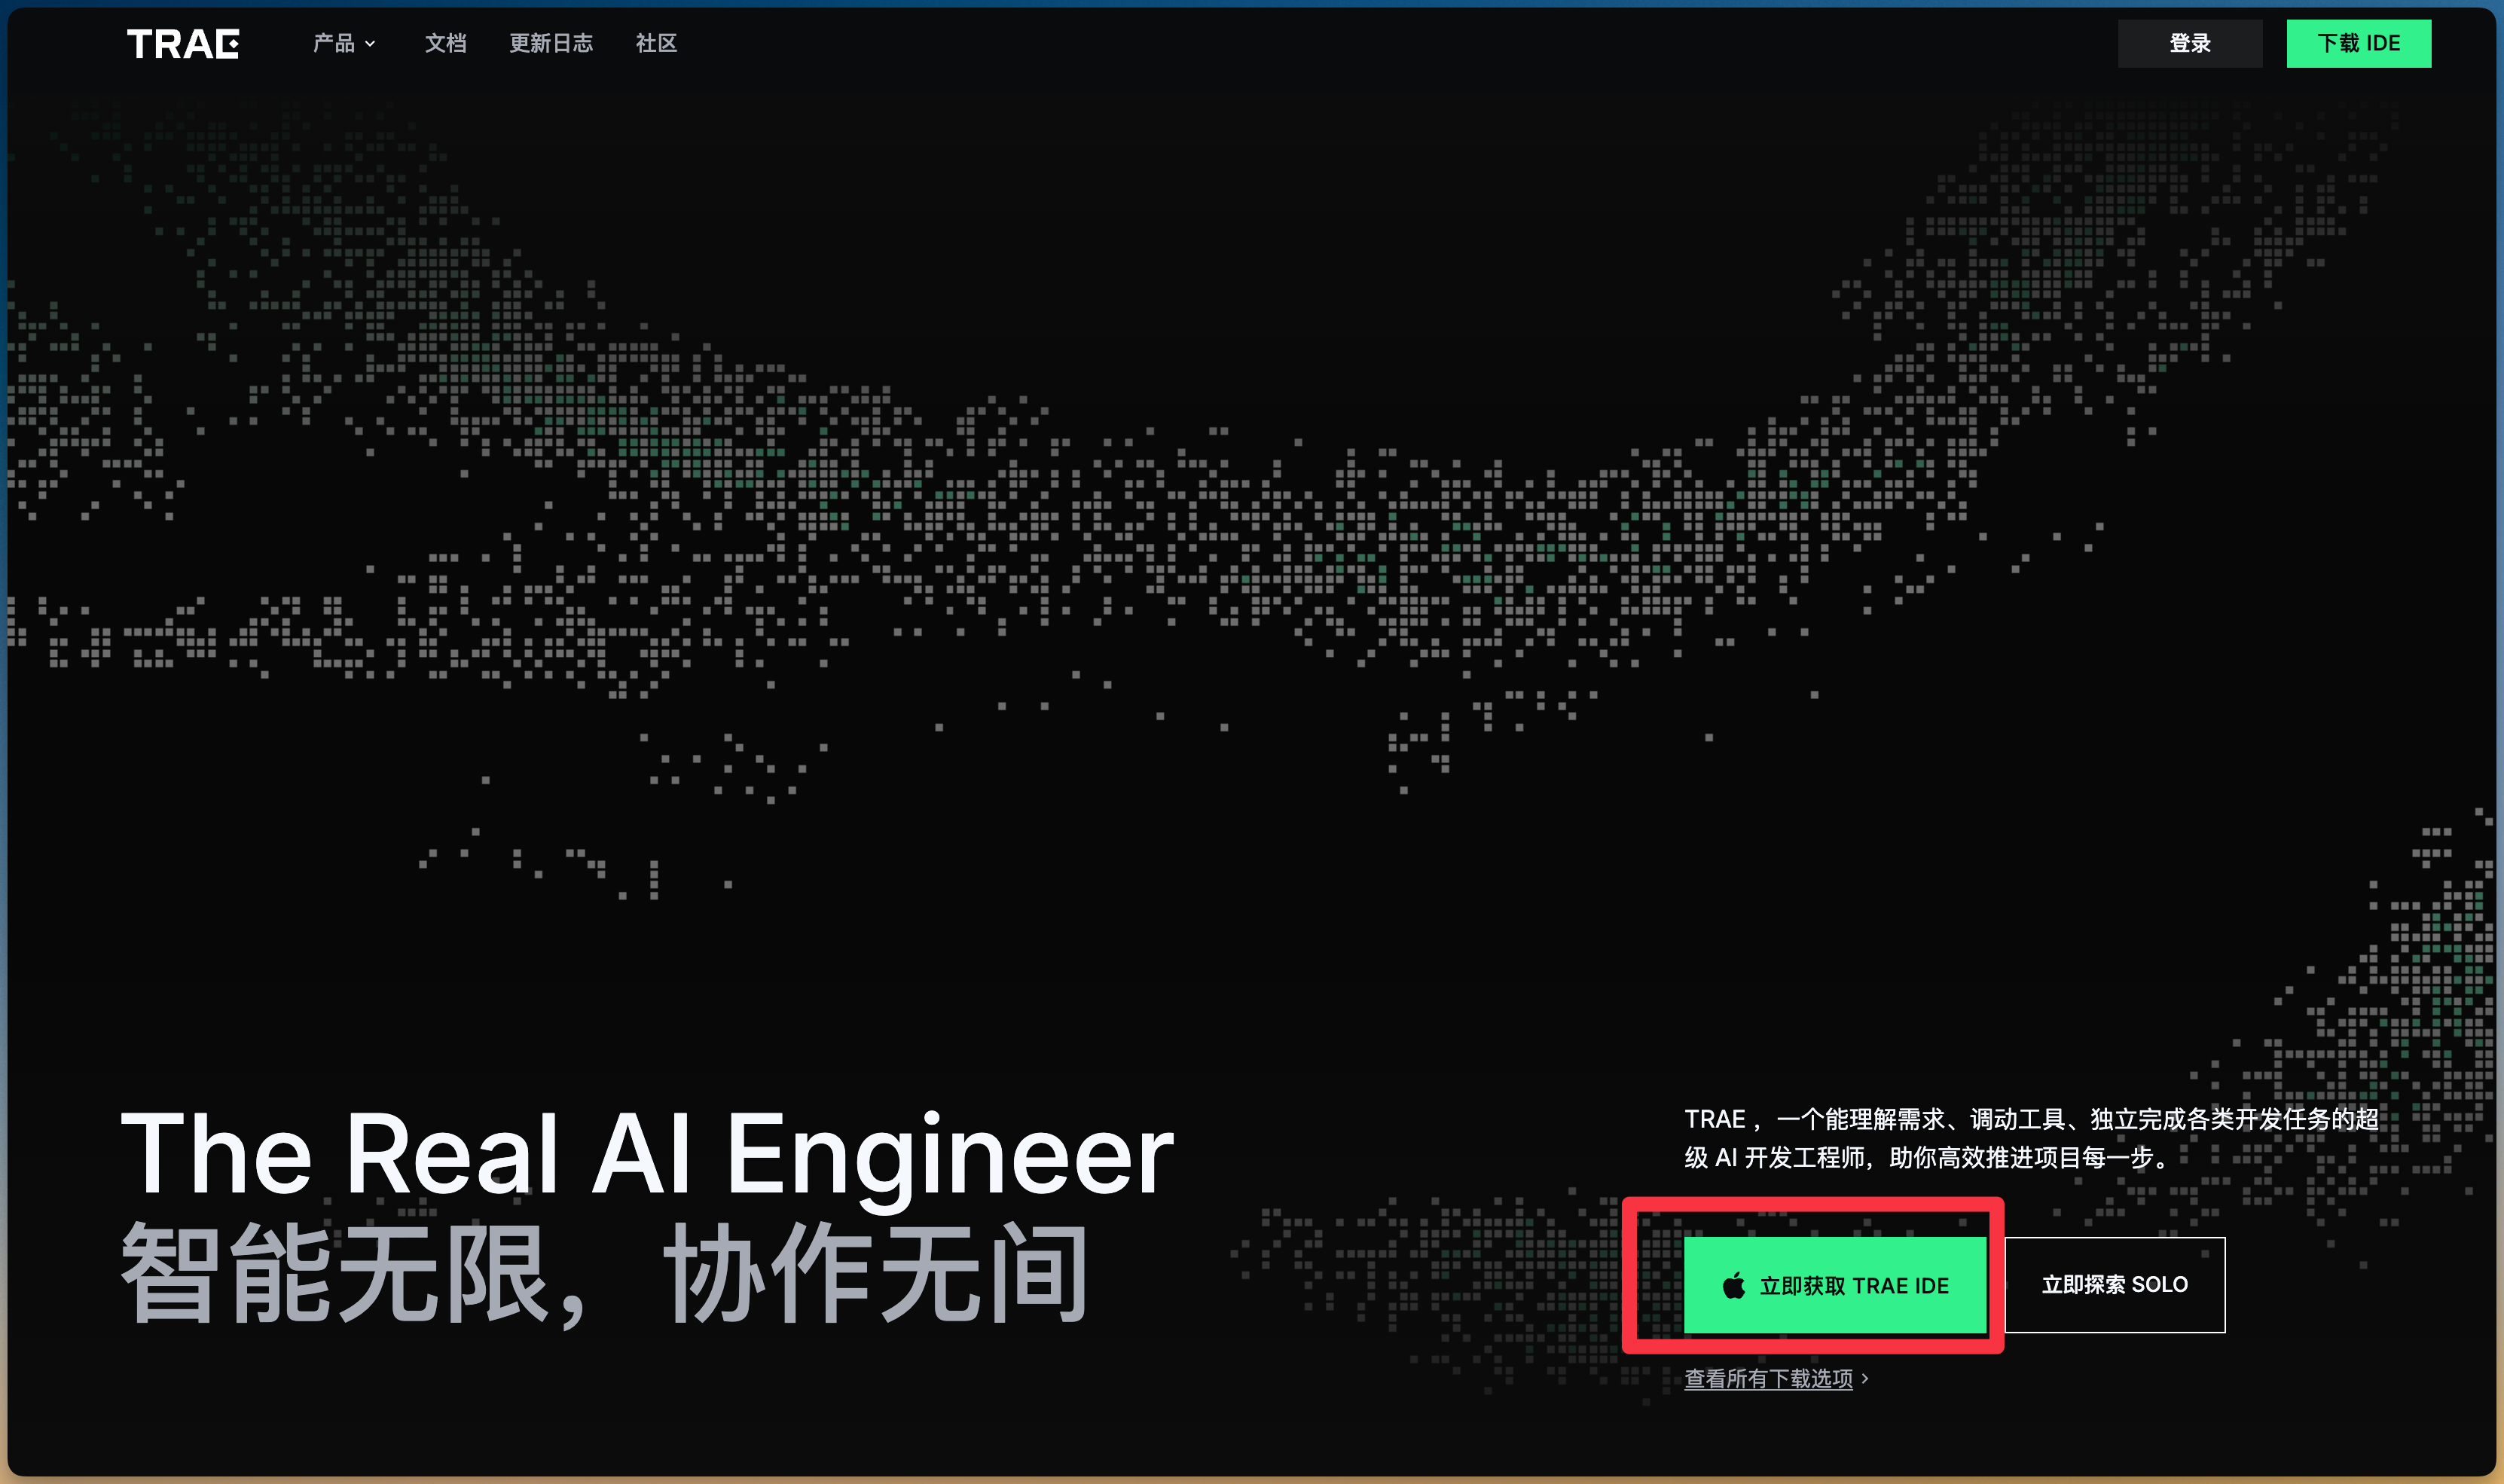 TRAE 产品 文档 更新日志 社区 登录 下载 IDE
The Real AI Engineer
智能无限，协作无间
TRAE ，一个能理解需求、调动工具、独立完成各类开发任务的超
级 AI 开发工程师，助你高效推进项目每一步。
立即获取 TRAE IDE 立即探索 SOLO
查看所有下载选项